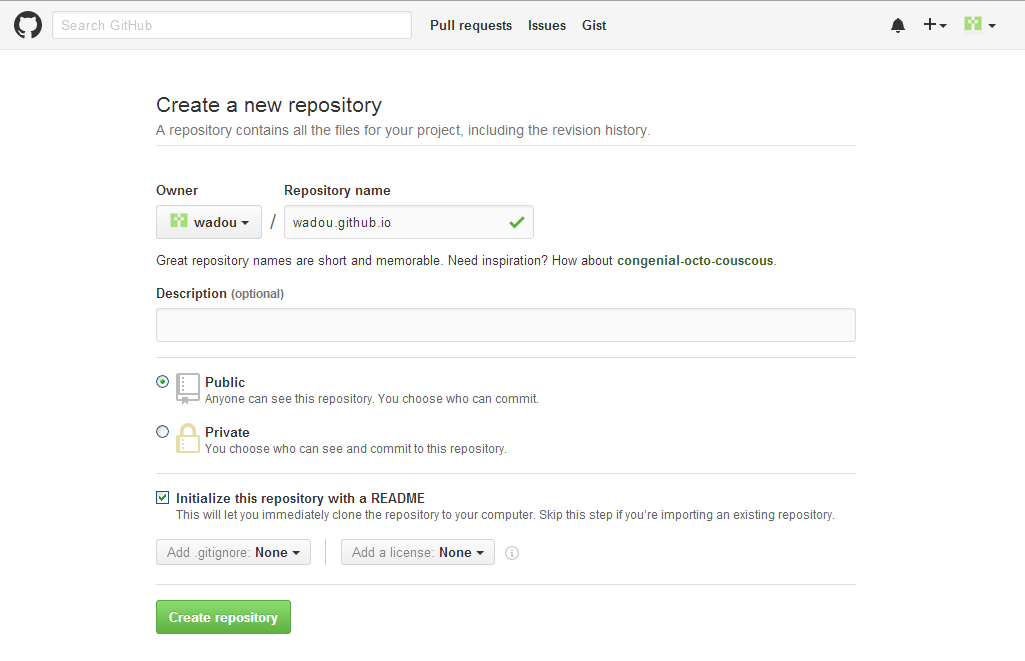 Search GitHub Pull requests Issues Gist
Create a new repository
A repository contains all the files for your project, including the revision history.
Owner Repository name
wadou / wadou.github.io
Great repository names are short and memorable. Need inspiration? How about congenial-octo-couscous.
Description (optional)
Public
Anyone can see this repository. You choose who can commit.
Private
You choose who can see and commit to this repository.
Initialize this repository with a README
This will let you immediately clone the repository to your computer. Skip this step if you’re importing an existing repository.
Add .gitignore: None Add a license: None
Create repository